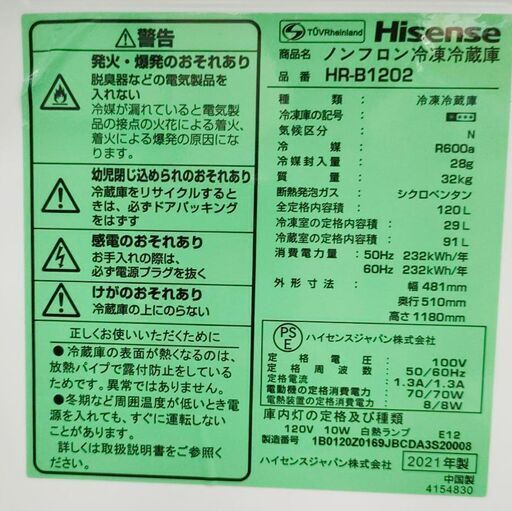 ⚠警告
発火・爆発のおそれあり
脱臭器などの電気製品を
入れない
冷媒が漏れていると電気製
品の接点の火花による着火、
着火による爆発の原因になり
幼児閉じ込められのおそれあり
冷蔵庫をリサイクルすると
きは、必ずドアパッキング
をはずす
感電のおそれあり
お手入れの際は、
必ず電源プラグを抜く
けがのおそれあり
冷蔵庫の上にのらない
正しくお使いいただくために
●冷蔵庫の表面が熱くなるのは、
放熱パイプで露付防止をしている
ためです。異常ではありません。
●冬期など周囲温度が低いとき電
源を入れても、すぐに運転しない
ことがあります。
詳しくは取扱説明書をご参照
ください。
TÜVRheinland
Hisense
商品名 ノンフロン冷凍冷蔵庫
品番 HR-B1202
種類 : 冷凍冷蔵庫
冷凍庫の記号 :
気候区分 : N
冷媒 : R600a
冷媒封入量 : 28g
質量 : 32kg
断熱発泡ガス : シクロペンタン
全定格内容積 : 120L
冷凍室の定格内容積 : 29L
冷蔵室の定格内容積 : 91L
消費電力量 : 50Hz 232kWh/年
60Hz 232kWh/年
外形寸法 : 幅 481mm
奥行 510mm
高さ 1180mm
PS
E
ハイセンスジャパン株式会社
定格電圧 : 100V
定格周波数 : 50/60Hz
定格電流 : 1.3A/1.3A
電動機の定格消費電力 : 70/70W
電熱装置の定格消費電力 : 8/8W
庫内灯の定格及び種類
120V 10W 白熱ランプ E12
製造番号 1B0120Z0169JBCDA3S20008
ハイセンスジャパン株式会社
2021年製
中国製
4154830